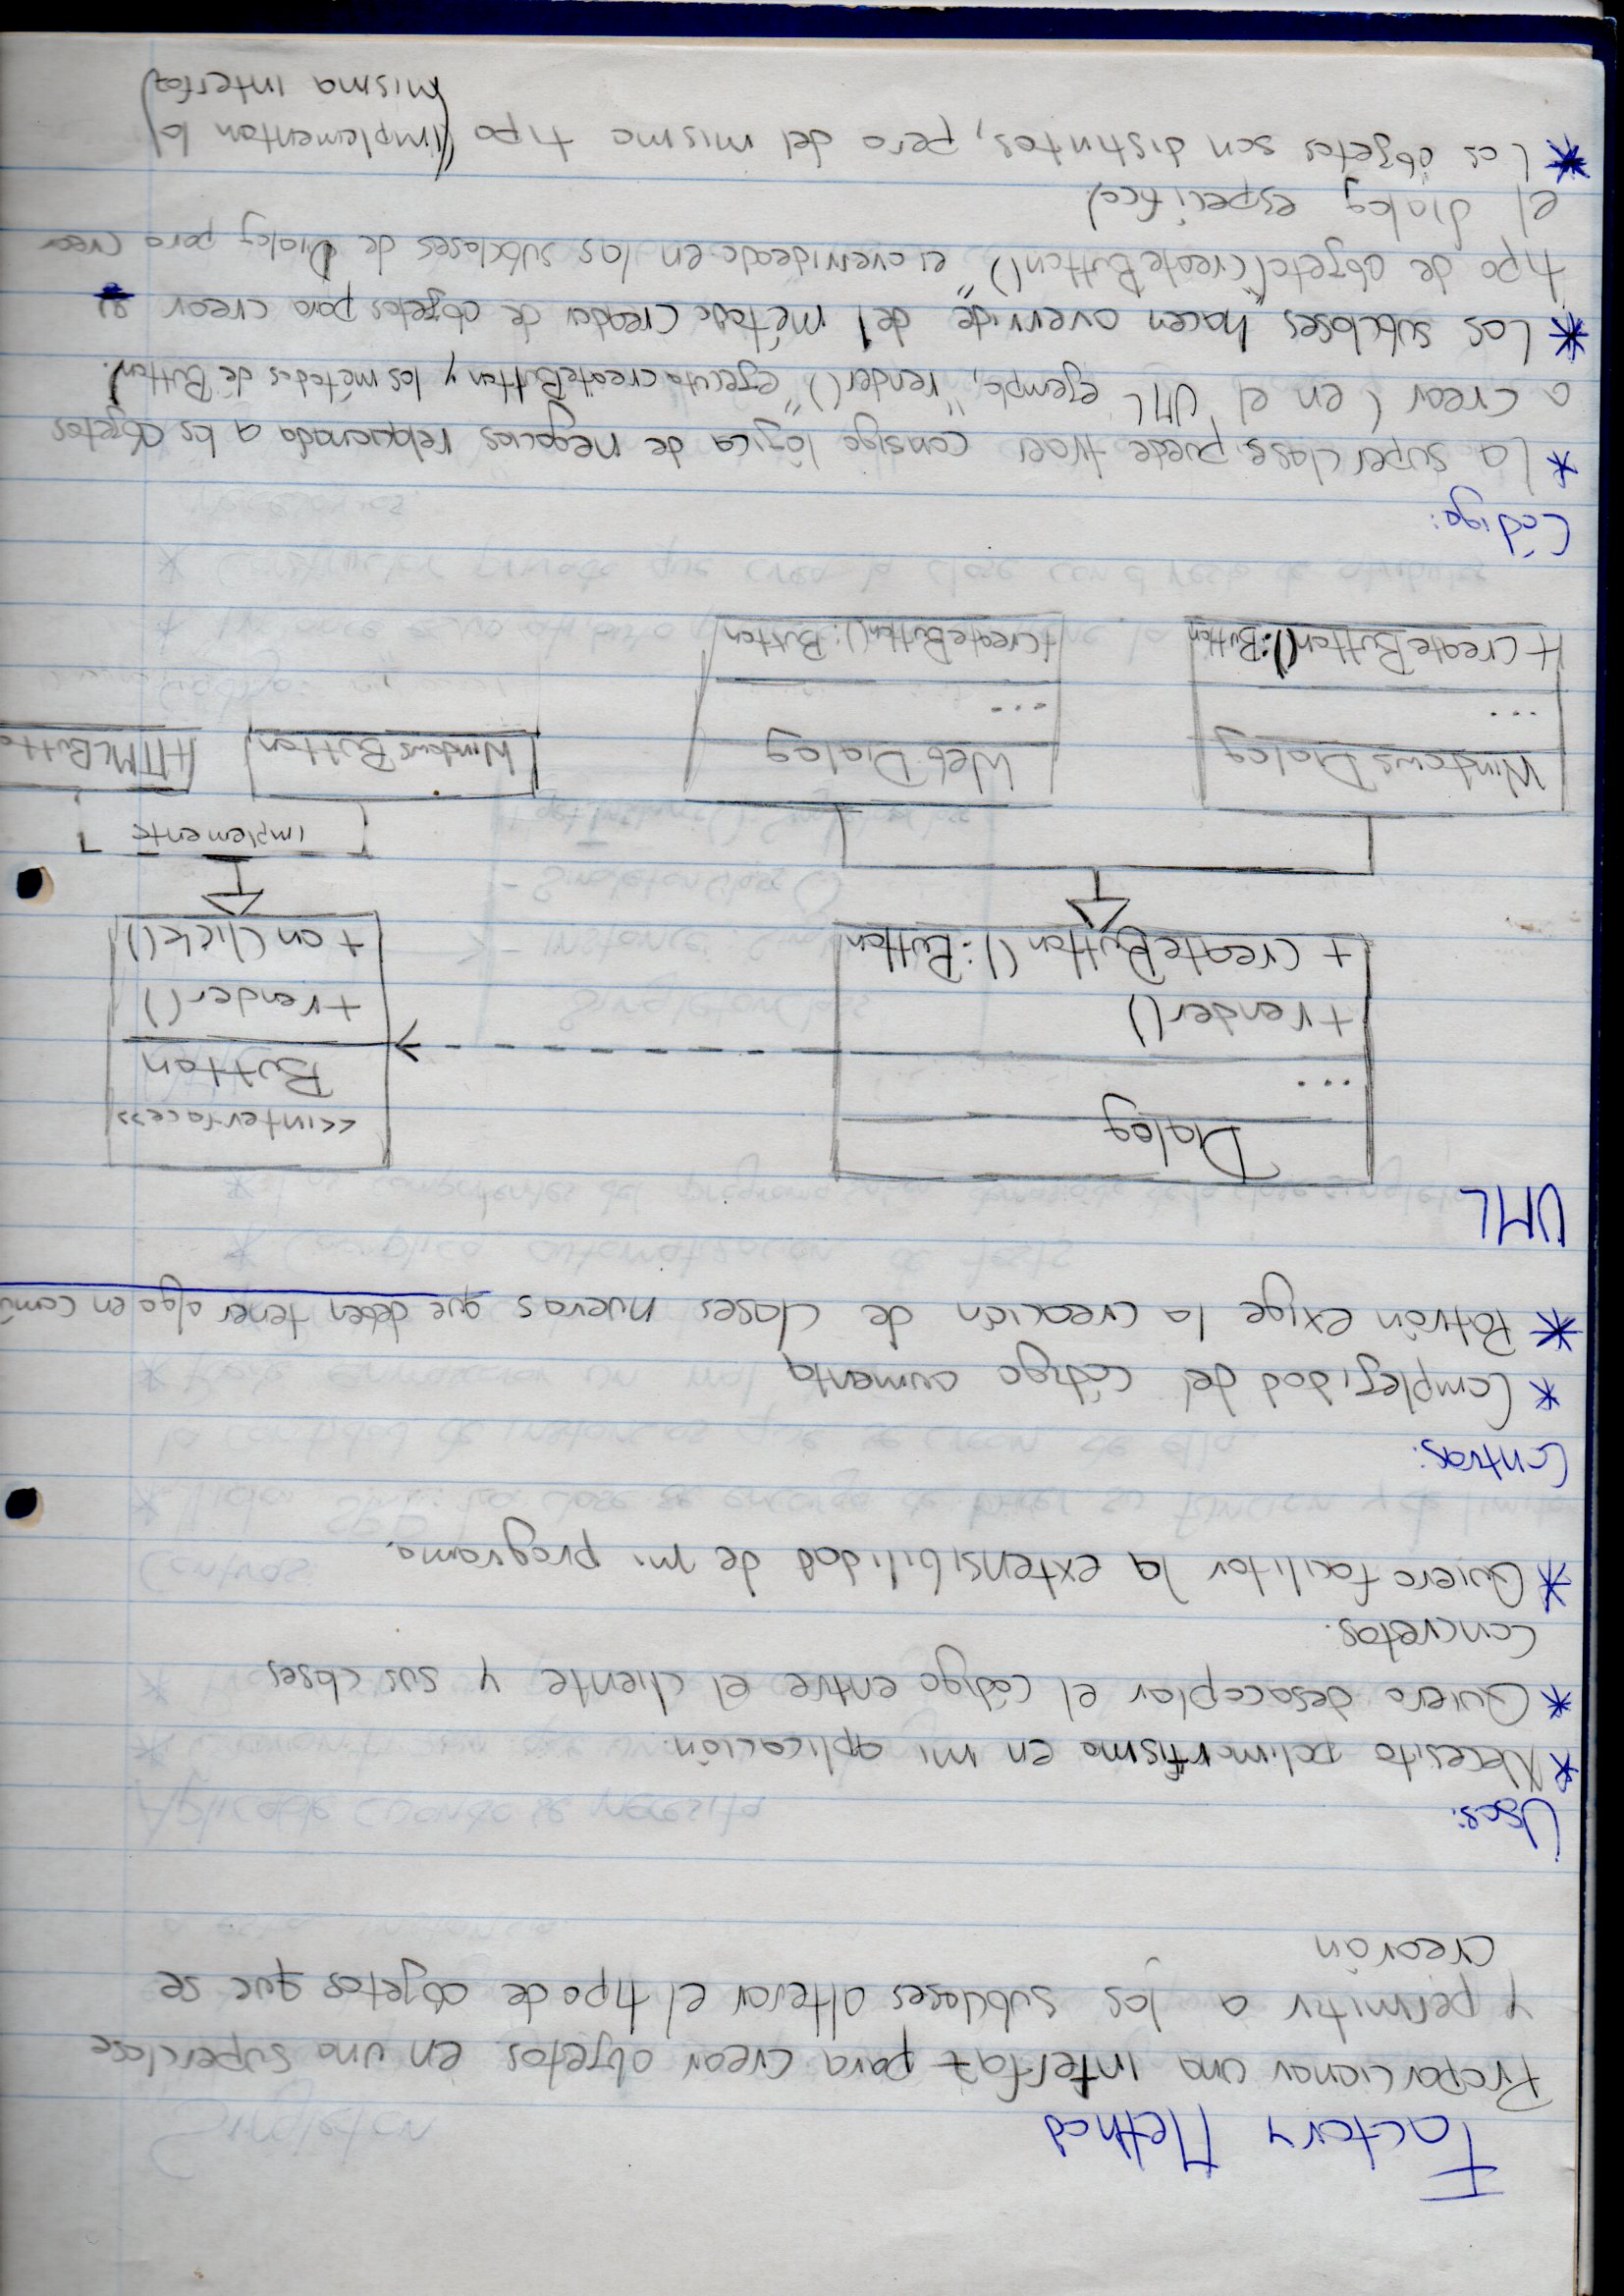 Factory Method
Proporcionar una interfaz para crear objetos en una superclase
y permitir a las subclases alterar el tipo de objetos que se
crearán
Usos:
* Necesito polimorfismo en mi aplicación.
* Quiero desacoplar el código entre el cliente y sus clases
Concretas.
* Quiero facilitar la extensibilidad de mi programa.
Contras:
* Complejidad del código aumenta
* Patrón exige la creación de clases nuevas que deben tener algo en comú
UML
Dialog
...
+render()
+ createButton():Button
<<interface>>
Button
+render()
+ onClick()
implements
WindowsDialog
...
+createButton():Button
WebDialog
...
+createButton(): Button
WindowsButton
HTMLButto
Código:
* La superclase puede traer consigo lógica de negocios relacionada a los objetos
a crear (en el UML ejemplo, "render()" ejecuta createButton y los métodos de Button).
* Las subclases hacen override del método creador de objetos para crear su
tipo de objeto("createButton()" es overrideado en las subclases de Dialog para crear
el dialog específico)
* Los objetos son distintos, pero del mismo tipo (implementan la
misma interfaz)